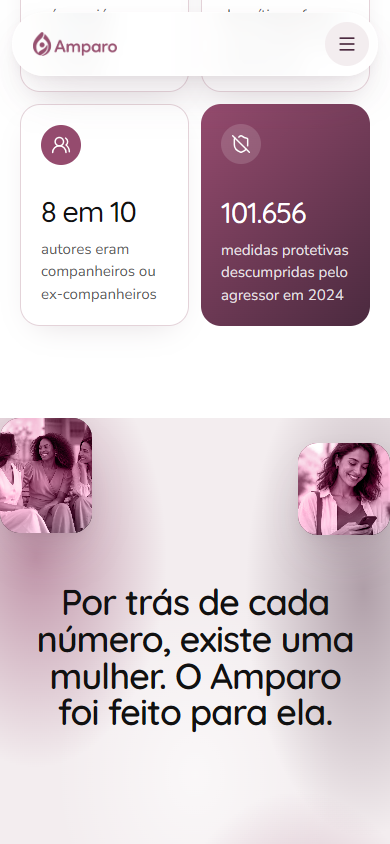 Amparo
8 em 10
autores eram
companheiros ou
ex-companheiros
101.656
medidas protetivas
descumpridas pelo
agressor em 2024
Por trás de cada
número, existe uma
mulher. O Amparo
foi feito para ela.